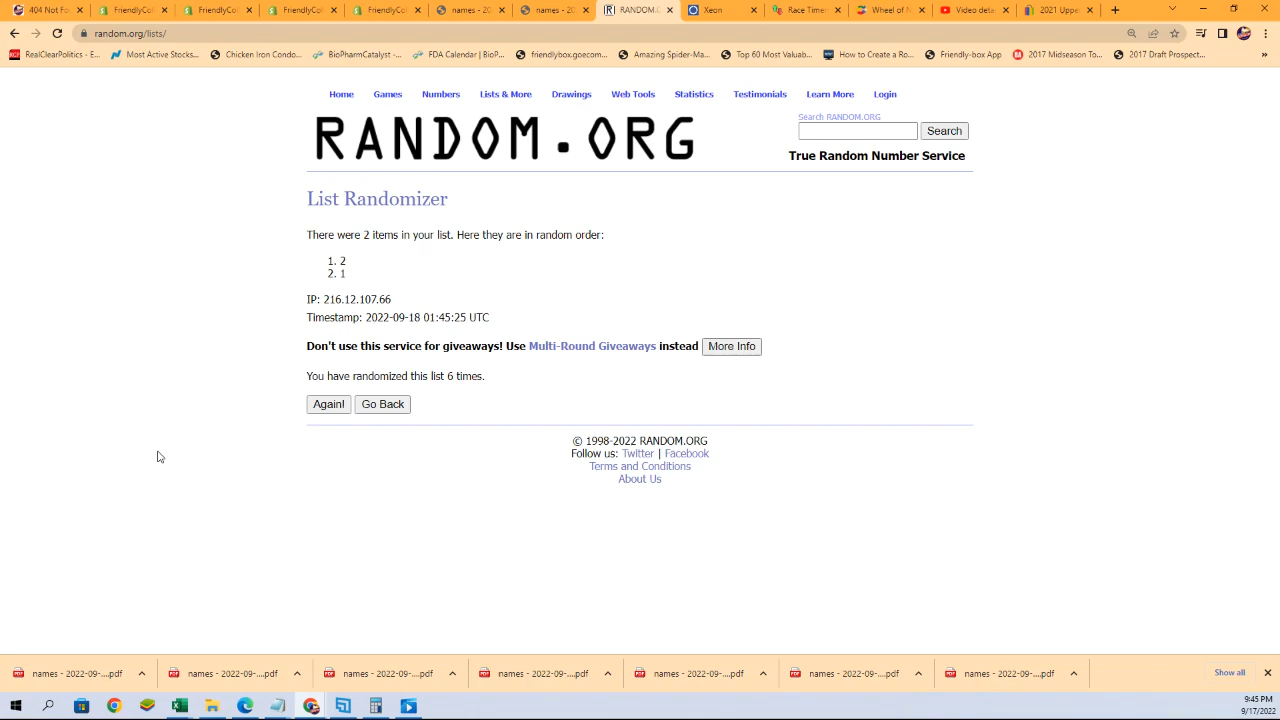 404 Not Fo
FriendlyCol
FriendlyCol
FriendlyCol
names - 20
names - 20
RANDOM.O
Xeon
Race Timer
Wheel of N
Video detai
2021 Upper
random.org/lists/
RealClearPolitics - E...
Most Active Stocks...
Chicken Iron Condo...
BioPharmCatalyst -...
FDA Calendar | BioP...
friendlybox.goecom...
Amazing Spider-Ma...
Top 60 Most Valuab...
How to Create a Ro...
Friendly-box App
2017 Midseason To...
2017 Draft Prospect...
»
Home Games Numbers Lists & More Drawings Web Tools Statistics Testimonials Learn More Login
RANDOM.ORG
Search RANDOM.ORG
Search
True Random Number Service
List Randomizer
There were 2 items in your list. Here they are in random order:
1. 2
2. 1
IP: 216.12.107.66
Timestamp: 2022-09-18 01:45:25 UTC
Don't use this service for giveaways! Use Multi-Round Giveaways instead More Info
You have randomized this list 6 times.
Again! Go Back
© 1998-2022 RANDOM.ORG
Follow us: Twitter | Facebook
Terms and Conditions
About Us
names - 2022-09-....pdf
names - 2022-09-....pdf
names - 2022-09-....pdf
names - 2022-09-....pdf
names - 2022-09-....pdf
names - 2022-09-....pdf
names - 2022-09-....pdf
Show all
9:45 PM
9/17/2022